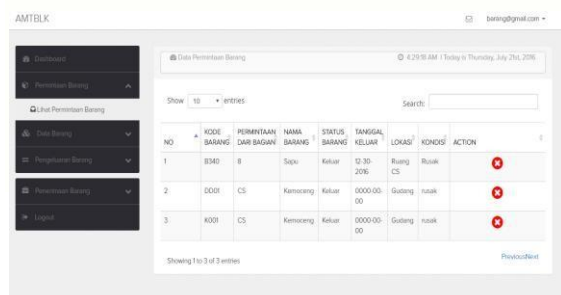 AMTBLK
baning@gmail.com
Dashboard
Data Permintaan Barang
4:29:19 AM | Today is Thursday, July 21st, 2016
Permintaan Barang
Lihat Permintaan Barang
Data Barang
Pengeluaran Barang
Penerimaan Barang
Logout
Show 10 entries
Search:
NO KODE BARANG PERMINTAAN DARI BAGIAN NAMA BARANG STATUS BARANG TANGGAL KELUAR LOKASI KONDISI ACTION
1 B340 8 Sapu Keluar 12-30-2016 Ruang CS Rusak
2 DD01 CS Kemoceng Keluar 0000-00-00 Gudang rusak
3 K001 CS Kemoceng Keluar 0000-00-00 Gudang rusak
Showing 1 to 3 of 3 entries
PreviousNext